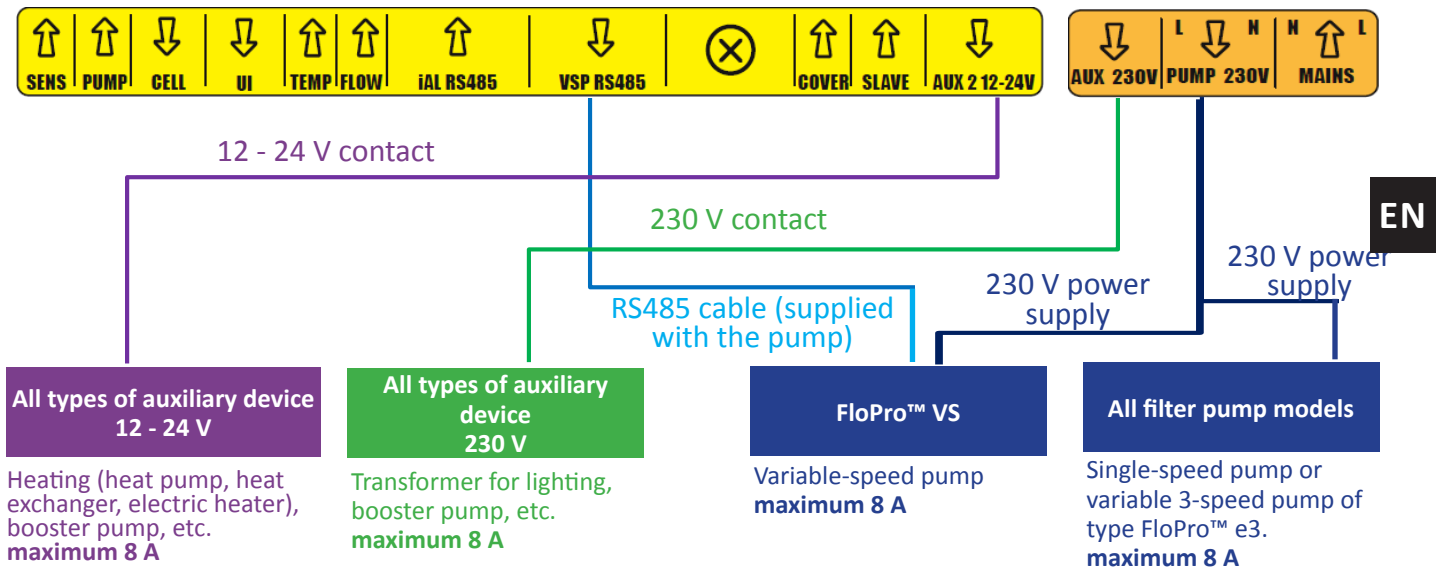 SENS PUMP CELL UI TEMP FLOW iAL RS485 VSP RS485 COVER SLAVE AUX 2 12-24V
L N N L
AUX 230V PUMP 230V MAINS
12 - 24 V contact
230 V contact
EN
RS485 cable (supplied
with the pump)
230 V power
supply
230 V power
supply
All types of auxiliary device
12 - 24 V
Heating (heat pump, heat
exchanger, electric heater),
booster pump, etc.
maximum 8 A
All types of auxiliary
device
230 V
Transformer for lighting,
booster pump, etc.
maximum 8 A
FloPro™ VS
Variable-speed pump
maximum 8 A
All filter pump models
Single-speed pump or
variable 3-speed pump of
type FloPro™ e3.
maximum 8 A